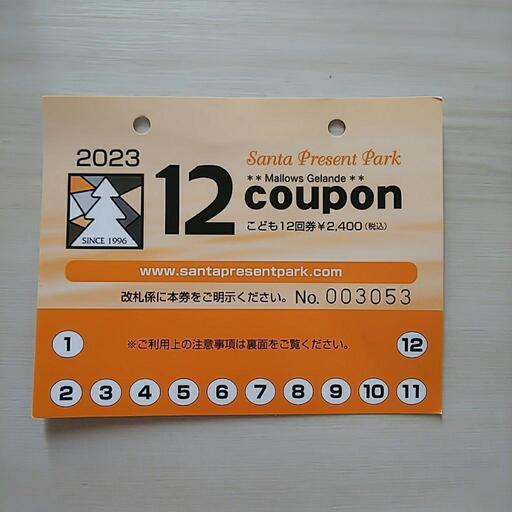 2023
SINCE 1996
12
Santa Present Park
** Mallows Gelande **
coupon
こども12回券￥2,400(税込)
www.santapresentpark.com
改札係に本券をご明示ください。 No. 003053
1 ※ご利用上の注意事項は裏面をご覧ください。 12
2 3 4 5 6 7 8 9 10 11